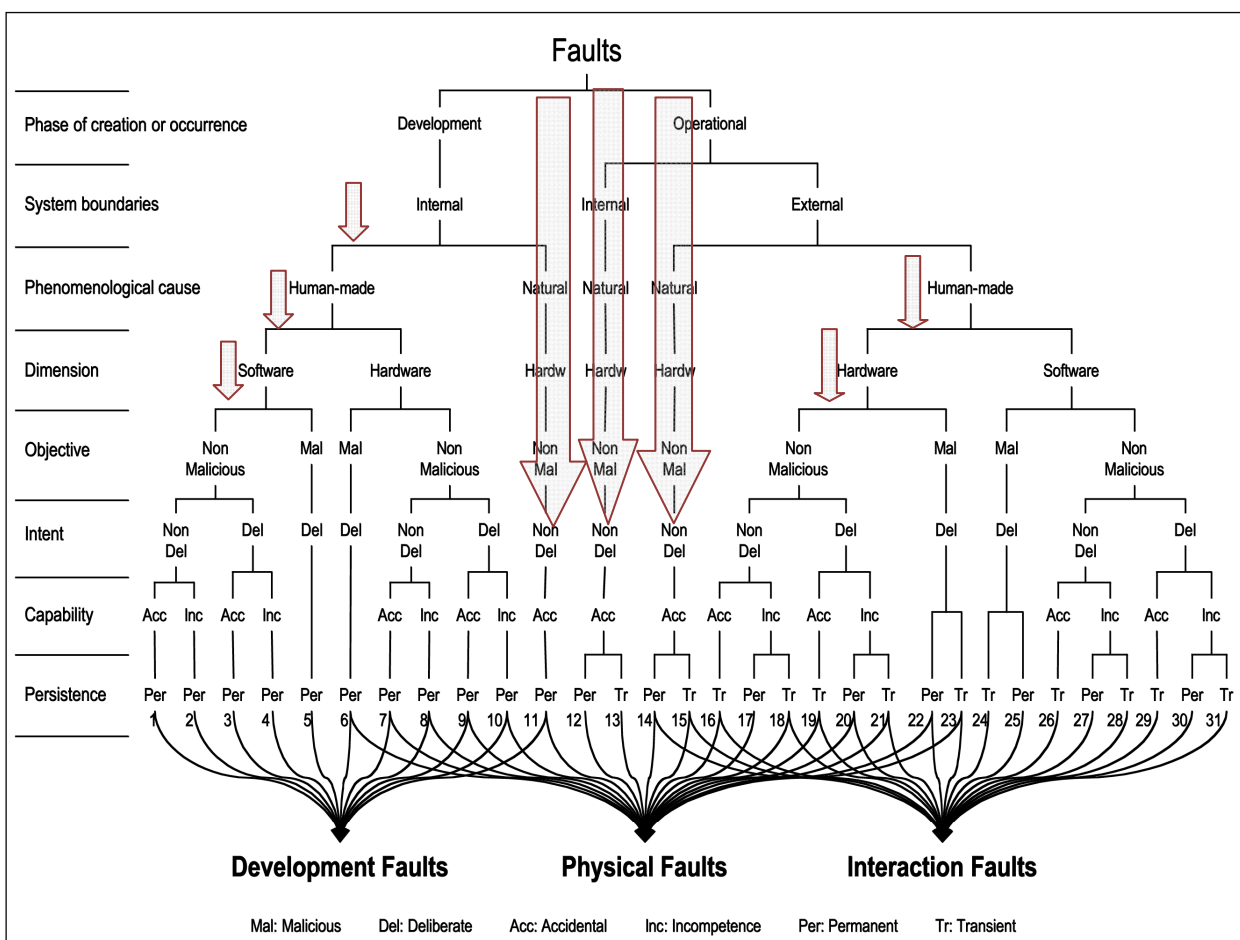 Faults
Phase of creation or occurrence Development Operational
System boundaries Internal Internal External
Phenomenological cause Human-made Natural Natural Natural Human-made
Dimension Software Hardware Hardw Hardw Hardw Hardware Software
Objective Non Mal Mal Non Non Non Non Non Mal Mal Non
Malicious Malicious Mal Mal Mal Malicious Malicious
Intent Non Del Del Del Non Del Non Non Non Non Del Del Del Non Del
Del Del Del Del Del Del Del
Capability Acc Inc Acc Inc Acc Inc Acc Inc Acc Acc Acc Acc Inc Acc Inc Acc Inc Acc Inc
Persistence Per Per Per Per Per Per Per Per Per Per Per Per Tr Per Tr Tr Per Tr Tr Per Tr Per Tr Tr Per Tr Per Tr Tr Per Tr
1 2 3 4 5 6 7 8 9 10 11 12 13 14 15 16 17 18 19 20 21 22 23 24 25 26 27 28 29 30 31
Development Faults Physical Faults Interaction Faults
Mal: Malicious Del: Deliberate Acc: Accidental Inc: Incompetence Per: Permanent Tr: Transient